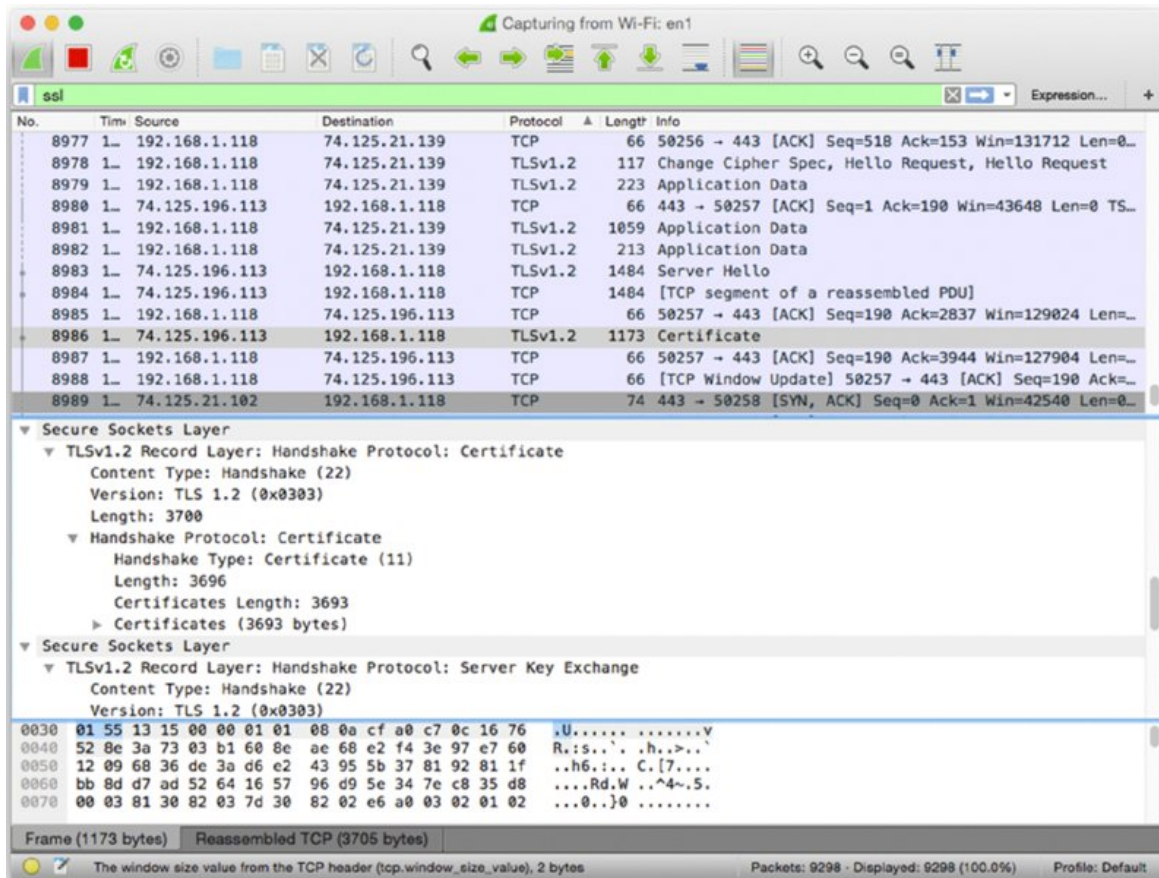 Capturing from Wi-Fi: en1
ssl Expression... +
No. Time Source Destination Protocol Length Info
8977 1… 192.168.1.118 74.125.21.139 TCP 66 50256 → 443 [ACK] Seq=518 Ack=153 Win=131712 Len=0…
8978 1… 192.168.1.118 74.125.21.139 TLSv1.2 117 Change Cipher Spec, Hello Request, Hello Request
8979 1… 192.168.1.118 74.125.21.139 TLSv1.2 223 Application Data
8980 1… 74.125.196.113 192.168.1.118 TCP 66 443 → 50257 [ACK] Seq=1 Ack=190 Win=43648 Len=0 TS…
8981 1… 192.168.1.118 74.125.21.139 TLSv1.2 1059 Application Data
8982 1… 192.168.1.118 74.125.21.139 TLSv1.2 213 Application Data
8983 1… 74.125.196.113 192.168.1.118 TLSv1.2 1484 Server Hello
8984 1… 74.125.196.113 192.168.1.118 TCP 1484 [TCP segment of a reassembled PDU]
8985 1… 192.168.1.118 74.125.196.113 TCP 66 50257 → 443 [ACK] Seq=190 Ack=2837 Win=129024 Len=…
8986 1… 74.125.196.113 192.168.1.118 TLSv1.2 1173 Certificate
8987 1… 192.168.1.118 74.125.196.113 TCP 66 50257 → 443 [ACK] Seq=190 Ack=3944 Win=127904 Len=…
8988 1… 192.168.1.118 74.125.196.113 TCP 66 [TCP Window Update] 50257 → 443 [ACK] Seq=190 Ack=…
8989 1… 74.125.21.102 192.168.1.118 TCP 74 443 → 50258 [SYN, ACK] Seq=0 Ack=1 Win=42540 Len=0…
Secure Sockets Layer
TLSv1.2 Record Layer: Handshake Protocol: Certificate
Content Type: Handshake (22)
Version: TLS 1.2 (0x0303)
Length: 3700
Handshake Protocol: Certificate
Handshake Type: Certificate (11)
Length: 3696
Certificates Length: 3693
Certificates (3693 bytes)
Secure Sockets Layer
TLSv1.2 Record Layer: Handshake Protocol: Server Key Exchange
Content Type: Handshake (22)
Version: TLS 1.2 (0x0303)
0030 01 55 13 15 00 00 01 01 08 0a cf a0 c7 0c 16 76 .U...... .......v
0040 52 8e 3a 73 03 b1 60 8e ae 68 e2 f4 3e 97 e7 60 R.:s..`. .h..>..`
0050 12 09 68 36 de 3a d6 e2 43 95 5b 37 81 92 81 1f ..h6.:.. C.[7....
0060 bb 8d d7 ad 52 64 16 57 96 d9 5e 34 7e c8 35 d8 ....Rd.W ..^4~.5.
0070 00 03 81 30 82 03 7d 30 82 02 e6 a0 03 02 01 02 ...0..}0 ........
Frame (1173 bytes) Reassembled TCP (3705 bytes)
The window size value from the TCP header (tcp.window_size_value), 2 bytes Packets: 9298 · Displayed: 9298 (100.0%) Profile: Default